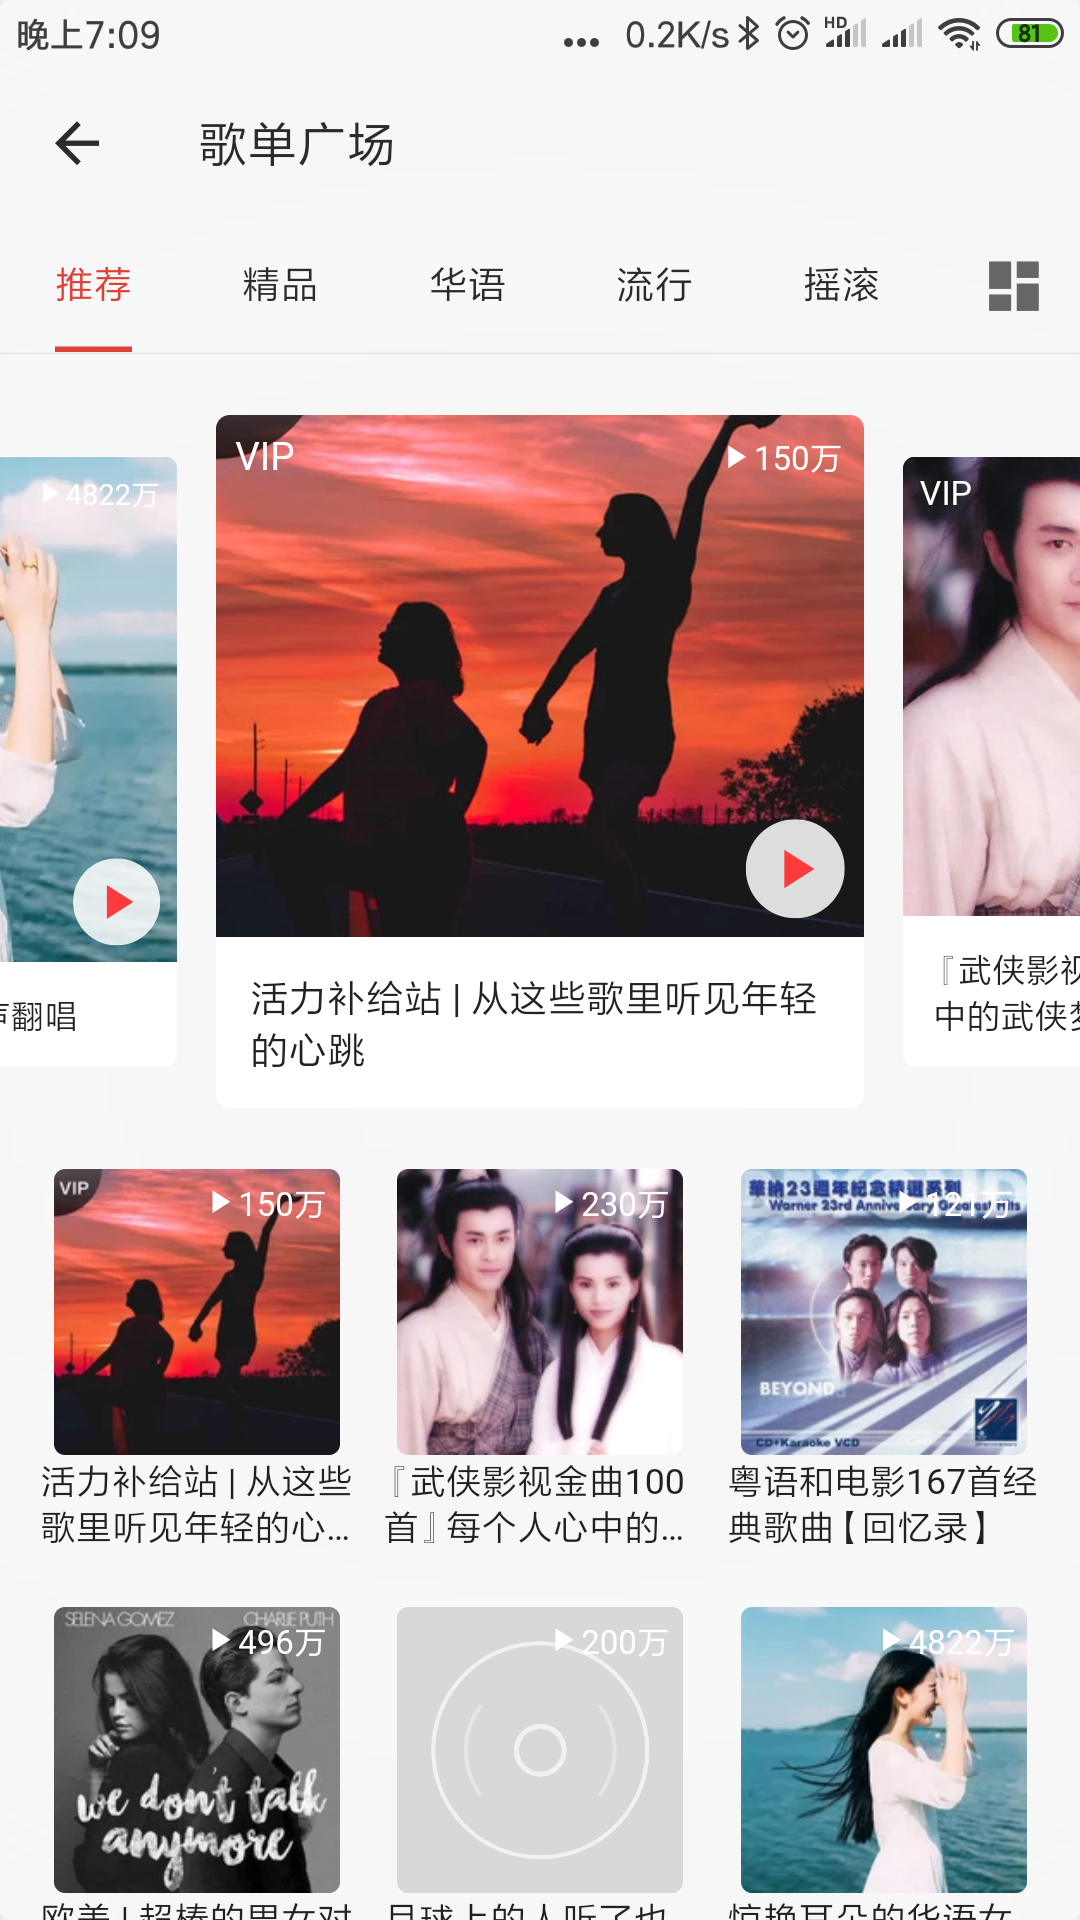 晚上7:09
... 0.2K/s HD 81
歌单广场
推荐 精品 华语 流行 摇滚
VIP 150万
4822万
VIP
声翻唱
活力补给站 | 从这些歌里听见年轻
的心跳
『武侠影视
中的武侠梦
VIP 150万
230万
華納23週年紀念精選系列 121万
Warner 23rd Anniversary Greatest Hits
BEYOND
CD+Karaoke VCD
活力补给站 | 从这些
歌里听见年轻的心...
『武侠影视金曲100
首』每个人心中的...
粤语和电影167首经
典歌曲【回忆录】
SELENA GOMEZ CHARLIE PUTH
496万
we don't talk
anymore
200万
4822万
欧美 | 超棒的男女对
月球上的人听了也
惊艳耳朵的华语女